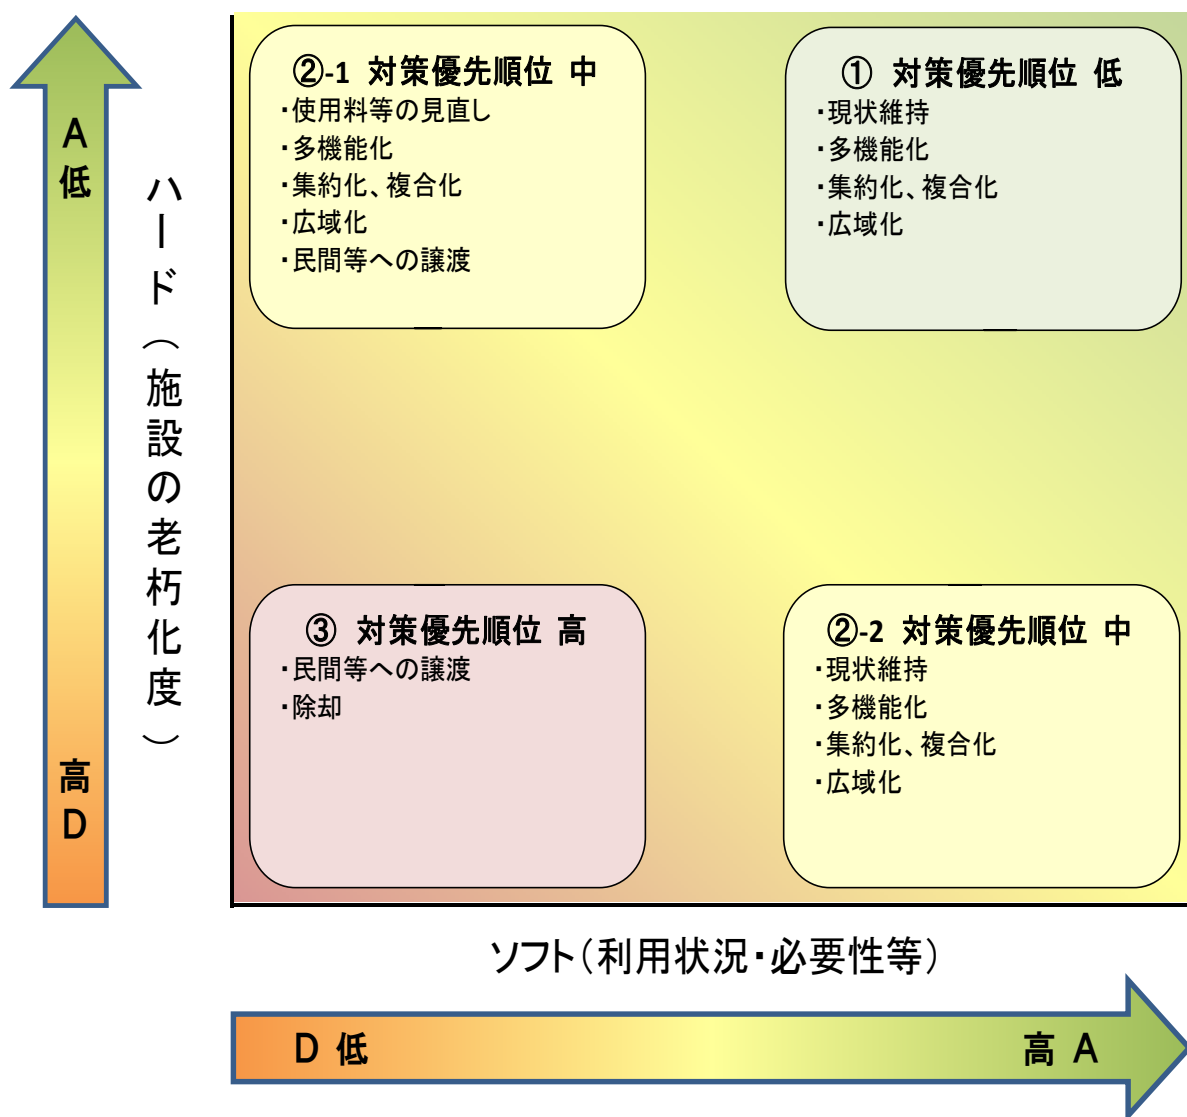 A
低
ハード（施設の老朽化度）
高
D
②-1 対策優先順位 中
・使用料等の見直し
・多機能化
・集約化、複合化
・広域化
・民間等への譲渡
① 対策優先順位 低
・現状維持
・多機能化
・集約化、複合化
・広域化
③ 対策優先順位 高
・民間等への譲渡
・除却
②-2 対策優先順位 中
・現状維持
・多機能化
・集約化、複合化
・広域化
ソフト（利用状況・必要性等）
D 低
高 A